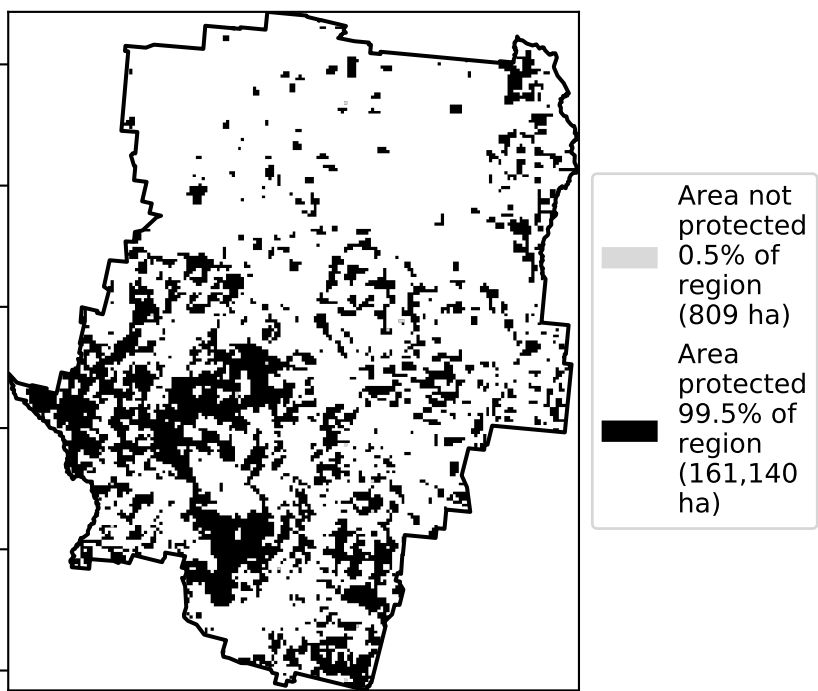 Area not
protected
0.5% of
region
(809 ha)
Area
protected
99.5% of
region
(161,140
ha)